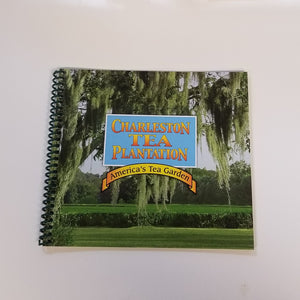 CHARLESTON
TEA
PLANTATION
America's Tea Garden